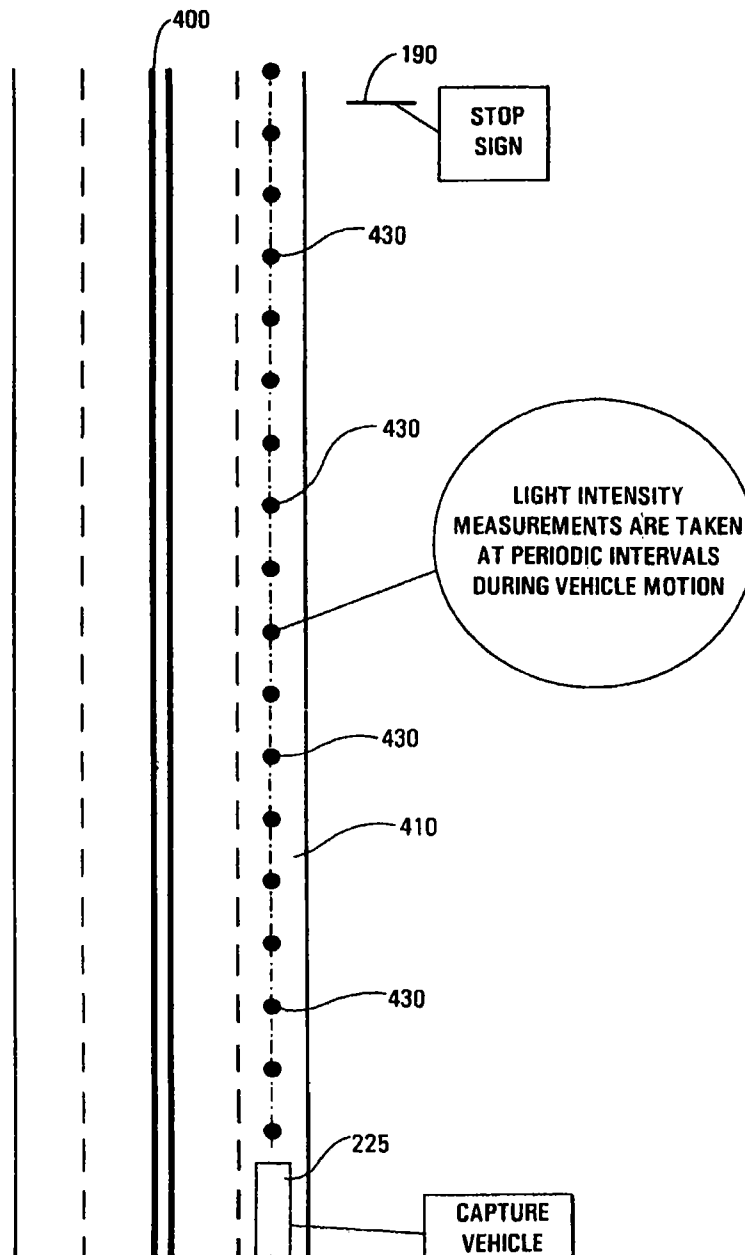 400
190
STOP
SIGN
430
430
LIGHT INTENSITY
MEASUREMENTS ARE TAKEN
AT PERIODIC INTERVALS
DURING VEHICLE MOTION
430
410
430
225
CAPTURE
VEHICLE